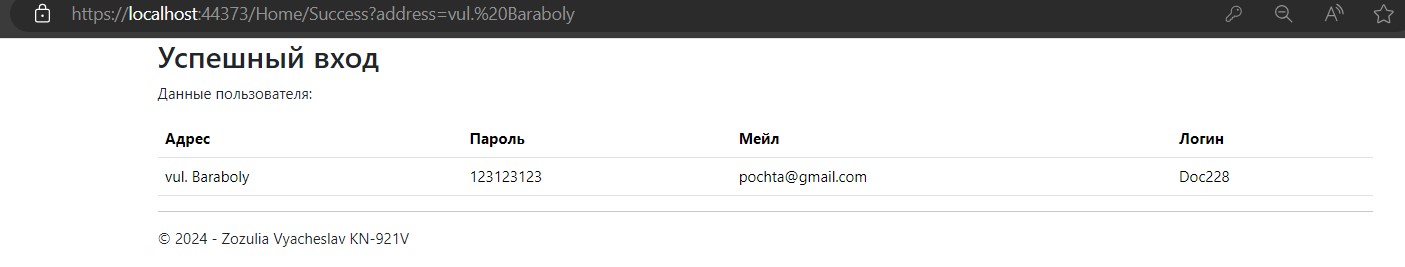 https://localhost:44373/Home/Success?address=vul.%20Baraboly
Успешный вход
Данные пользователя:
Адрес Пароль Мейл Логин
vul. Baraboly 123123123 pochta@gmail.com Doc228
© 2024 - Zozulia Vyacheslav KN-921V